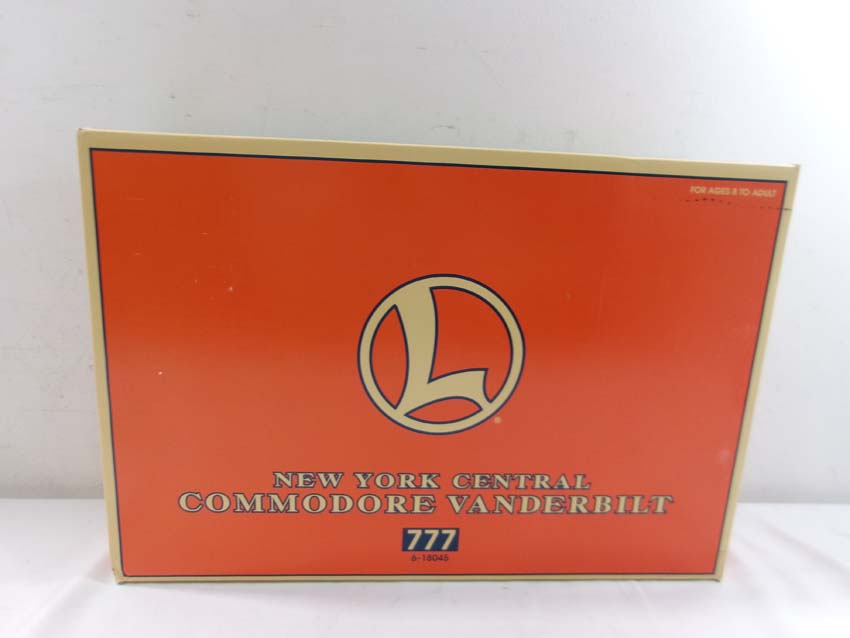 FOR AGES 8 TO ADULT
L
®
NEW YORK CENTRAL
COMMODORE VANDERBILT
777
6-18045